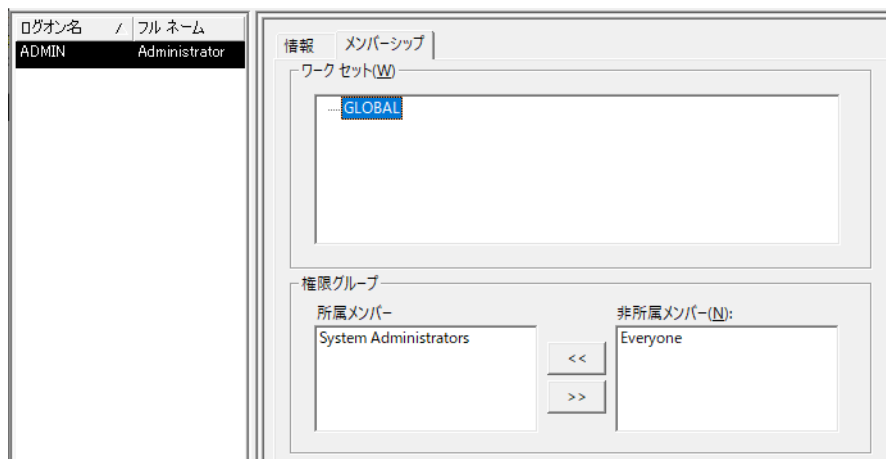 ログオン名 / フル ネーム
ADMIN Administrator
情報 メンバーシップ
ワーク セット(W)
GLOBAL
権限グループ
所属メンバー 非所属メンバー(N):
System Administrators Everyone
<<
>>